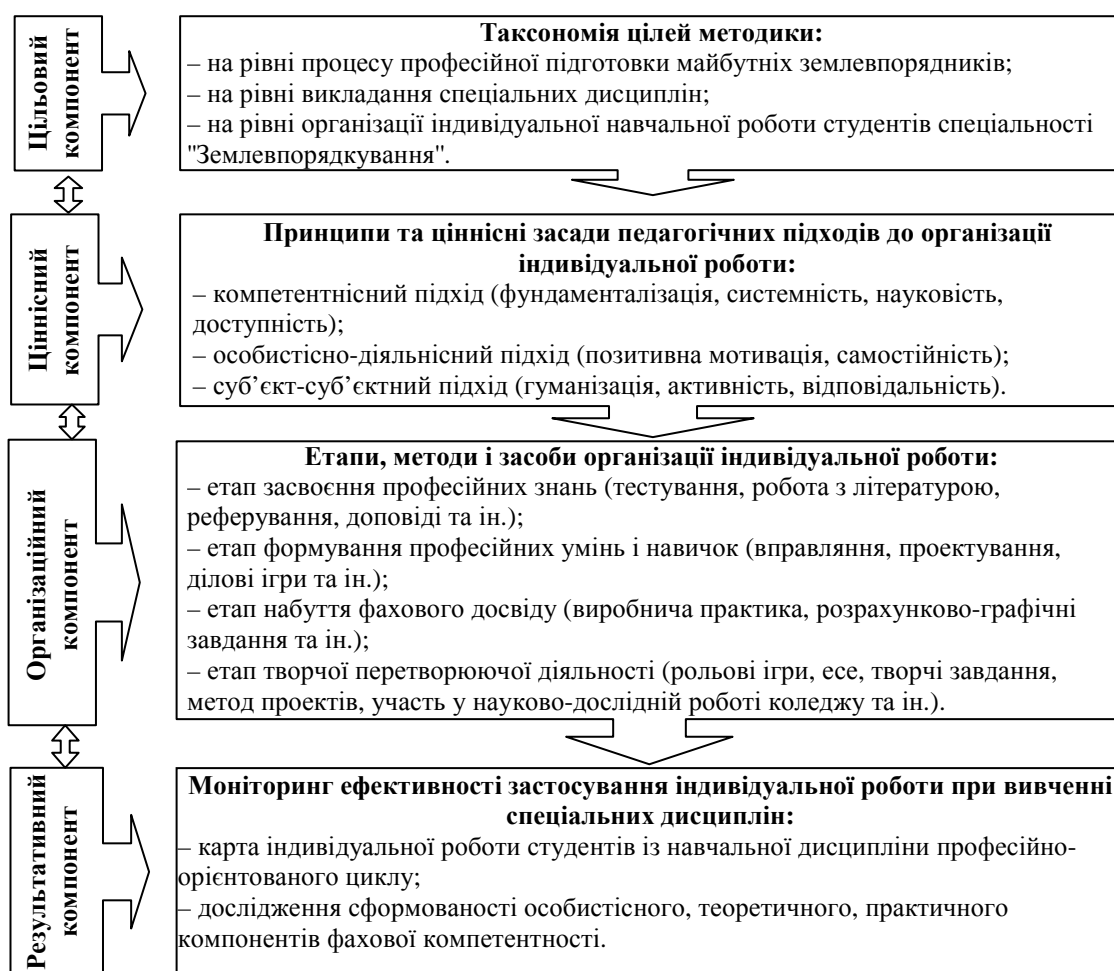 Цільовий
компонент
Таксономія цілей методики:
– на рівні процесу професійної підготовки майбутніх землевпорядників;
– на рівні викладання спеціальних дисциплін;
– на рівні організації індивідуальної навчальної роботи студентів спеціальності
"Землевпорядкування".
Ціннісний
компонент
Принципи та ціннісні засади педагогічних підходів до організації
індивідуальної роботи:
– компетентнісний підхід (фундаменталізація, системність, науковість,
доступність);
– особистісно-діяльнісний підхід (позитивна мотивація, самостійність);
– суб’єкт-суб’єктний підхід (гуманізація, активність, відповідальність).
Організаційний
компонент
Етапи, методи і засоби організації індивідуальної роботи:
– етап засвоєння професійних знань (тестування, робота з літературою,
реферування, доповіді та ін.);
– етап формування професійних умінь і навичок (вправляння, проектування,
ділові ігри та ін.);
– етап набуття фахового досвіду (виробнича практика, розрахунково-графічні
завдання та ін.);
– етап творчої перетворюючої діяльності (рольові ігри, есе, творчі завдання,
метод проектів, участь у науково-дослідній роботі коледжу та ін.).
Результативний
компонент
Моніторинг ефективності застосування індивідуальної роботи при вивченні
спеціальних дисциплін:
– карта індивідуальної роботи студентів із навчальної дисципліни професійно-
орієнтованого циклу;
– дослідження сформованості особистісного, теоретичного, практичного
компонентів фахової компетентності.